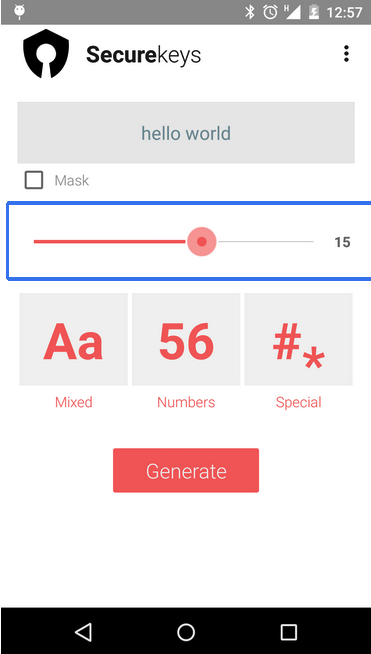 H 12:57
Securekeys
hello world
Mask
15
Aa 56 #*
Mixed Numbers Special
Generate